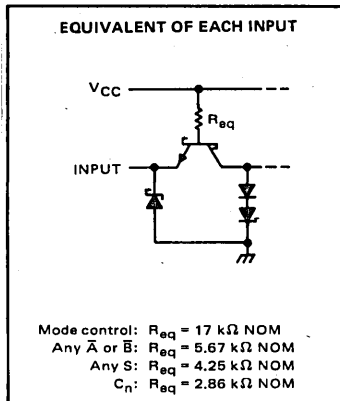 EQUIVALENT OF EACH INPUT
VCC
Req
INPUT
Mode control: Req = 17 kΩ NOM
Any A̅ or B̅: Req = 5.67 kΩ NOM
Any S: Req = 4.25 kΩ NOM
Cn: Req = 2.86 kΩ NOM